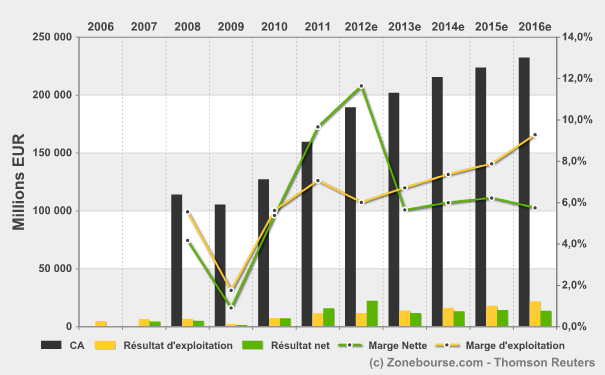 2006 2007 2008 2009 2010 2011 2012e 2013e 2014e 2015e 2016e
250 000 14,0%
12,0%
200 000
10,0%
150 000
8,0%
Millions EUR
100 000 6,0%
4,0%
50 000
2,0%
0 0,0%
CA Résultat d'exploitation Résultat net Marge Nette Marge d'exploitation
(c) Zonebourse.com - Thomson Reuters